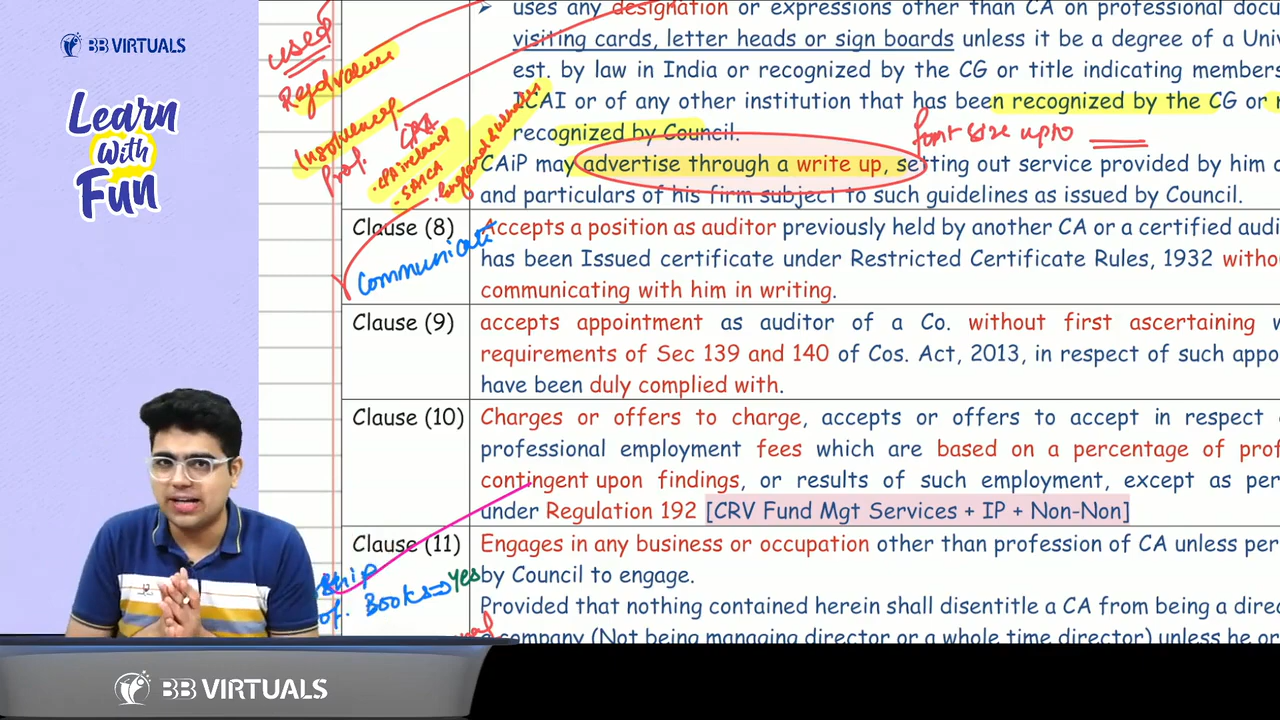 BB VIRTUALS
Learn
With
Fun
used
Regd valuer
Insolvency
Prof.
CPA Ireland
SAICA
England & Wales
font size upto
Communicate
ship
of Books → Yes
uses any designation or expressions other than CA on professional docu
visiting cards, letter heads or sign boards unless it be a degree of a Uni
est. by law in India or recognized by the CG or title indicating members
ICAI or of any other institution that has been recognized by the CG or
recognized by Council.
CAiP may advertise through a write up, setting out service provided by him
and particulars of his firm subject to such guidelines as issued by Council.
Clause (8)
Accepts a position as auditor previously held by another CA or a certified audi
has been Issued certificate under Restricted Certificate Rules, 1932 witho
communicating with him in writing.
Clause (9)
accepts appointment as auditor of a Co. without first ascertaining w
requirements of Sec 139 and 140 of Cos. Act, 2013, in respect of such appo
have been duly complied with.
Clause (10)
Charges or offers to charge, accepts or offers to accept in respect
professional employment fees which are based on a percentage of prof
contingent upon findings, or results of such employment, except as per
under Regulation 192 [CRV Fund Mgt Services + IP + Non-Non]
Clause (11)
Engages in any business or occupation other than profession of CA unless per
by Council to engage.
Provided that nothing contained herein shall disentitle a CA from being a dire
a company (Not being managing director or a whole time director) unless he or
BB VIRTUALS